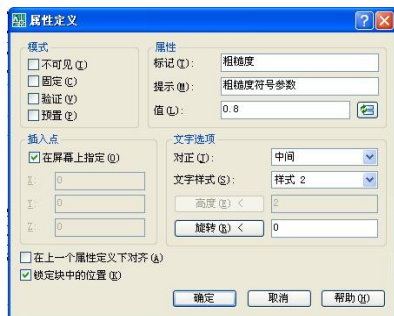 属性定义
模式
不可见(I)
固定(C)
验证(V)
预置(P)
属性
标记(T): 粗糙度
提示(M): 粗糙度符号参数
值(L): 0.8
插入点
在屏幕上指定(O)
X: 0
Y: 0
Z: 0
文字选项
对正(J): 中间
文字样式(S): 样式 2
高度(E) < 2
旋转(R) < 0
在上一个属性定义下对齐(A)
锁定块中的位置(K)
确定 取消 帮助(H)